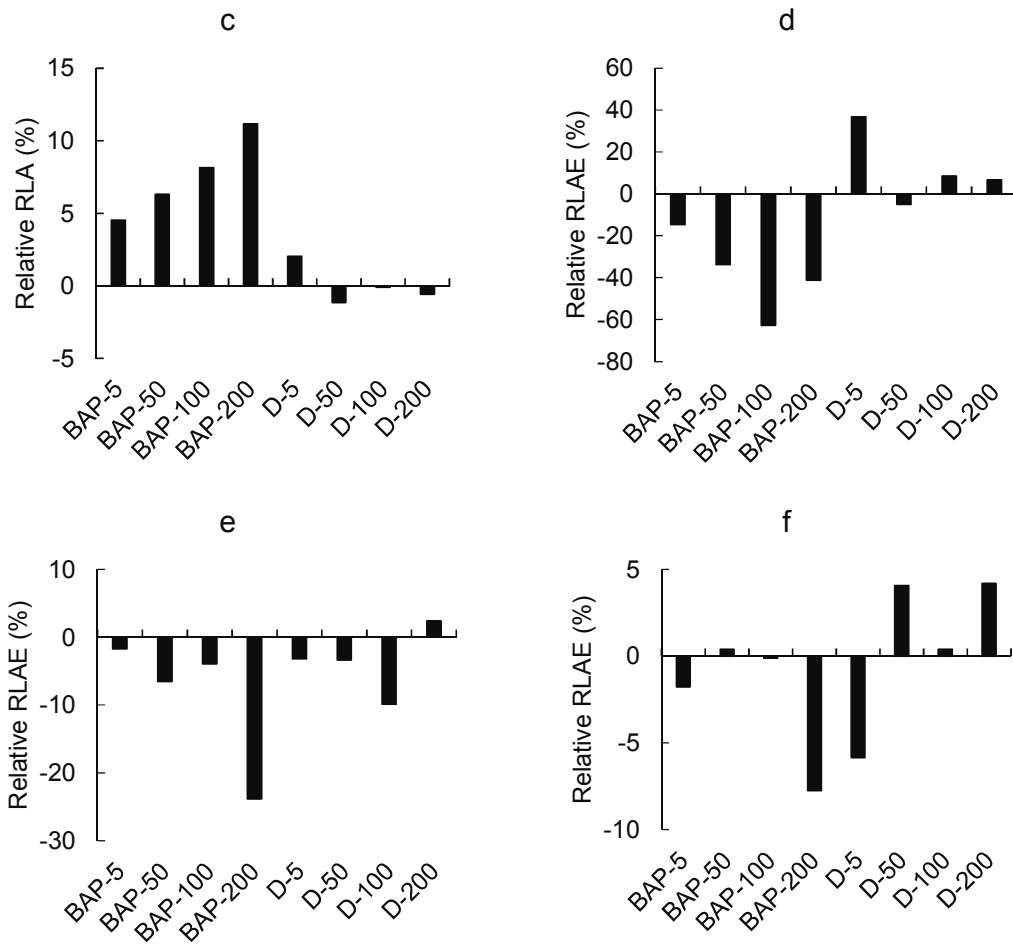 c
Relative RLA (%)
15
10
5
0
-5
BAP-5
BAP-50
BAP-100
BAP-200
D-5
D-50
D-100
D-200
d
Relative RLAE (%)
60
40
20
0
-20
-40
-60
-80
BAP-5
BAP-50
BAP-100
BAP-200
D-5
D-50
D-100
D-200
e
Relative RLAE (%)
10
0
-10
-20
-30
BAP-5
BAP-50
BAP-100
BAP-200
D-5
D-50
D-100
D-200
f
Relative RLAE (%)
5
0
-5
-10
BAP-5
BAP-50
BAP-100
BAP-200
D-5
D-50
D-100
D-200